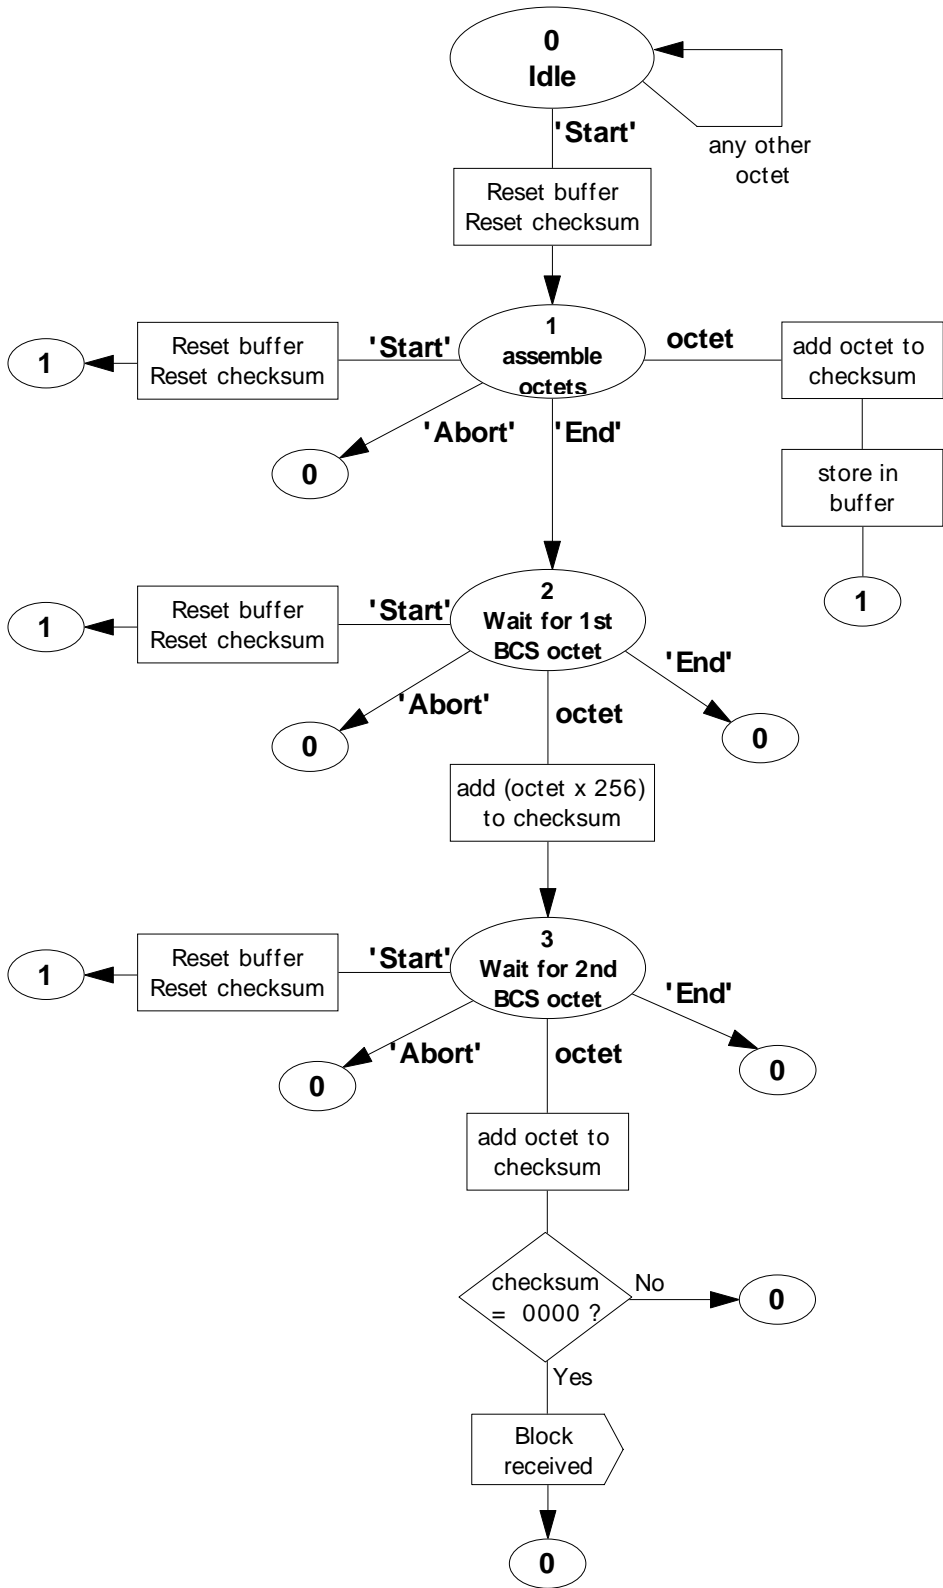 0
Idle
'Start'
any other
octet
Reset buffer
Reset checksum
1
Reset buffer
Reset checksum
'Start'
1
assemble
octets
octet
add octet to
checksum
'Abort'
'End'
0
store in
buffer
1
1
Reset buffer
Reset checksum
'Start'
2
Wait for 1st
BCS octet
'End'
'Abort'
octet
0
0
add (octet x 256)
to checksum
1
Reset buffer
Reset checksum
'Start'
3
Wait for 2nd
BCS octet
'End'
'Abort'
octet
0
0
add octet to
checksum
checksum
= 0000 ?
No
0
Yes
Block
received
0